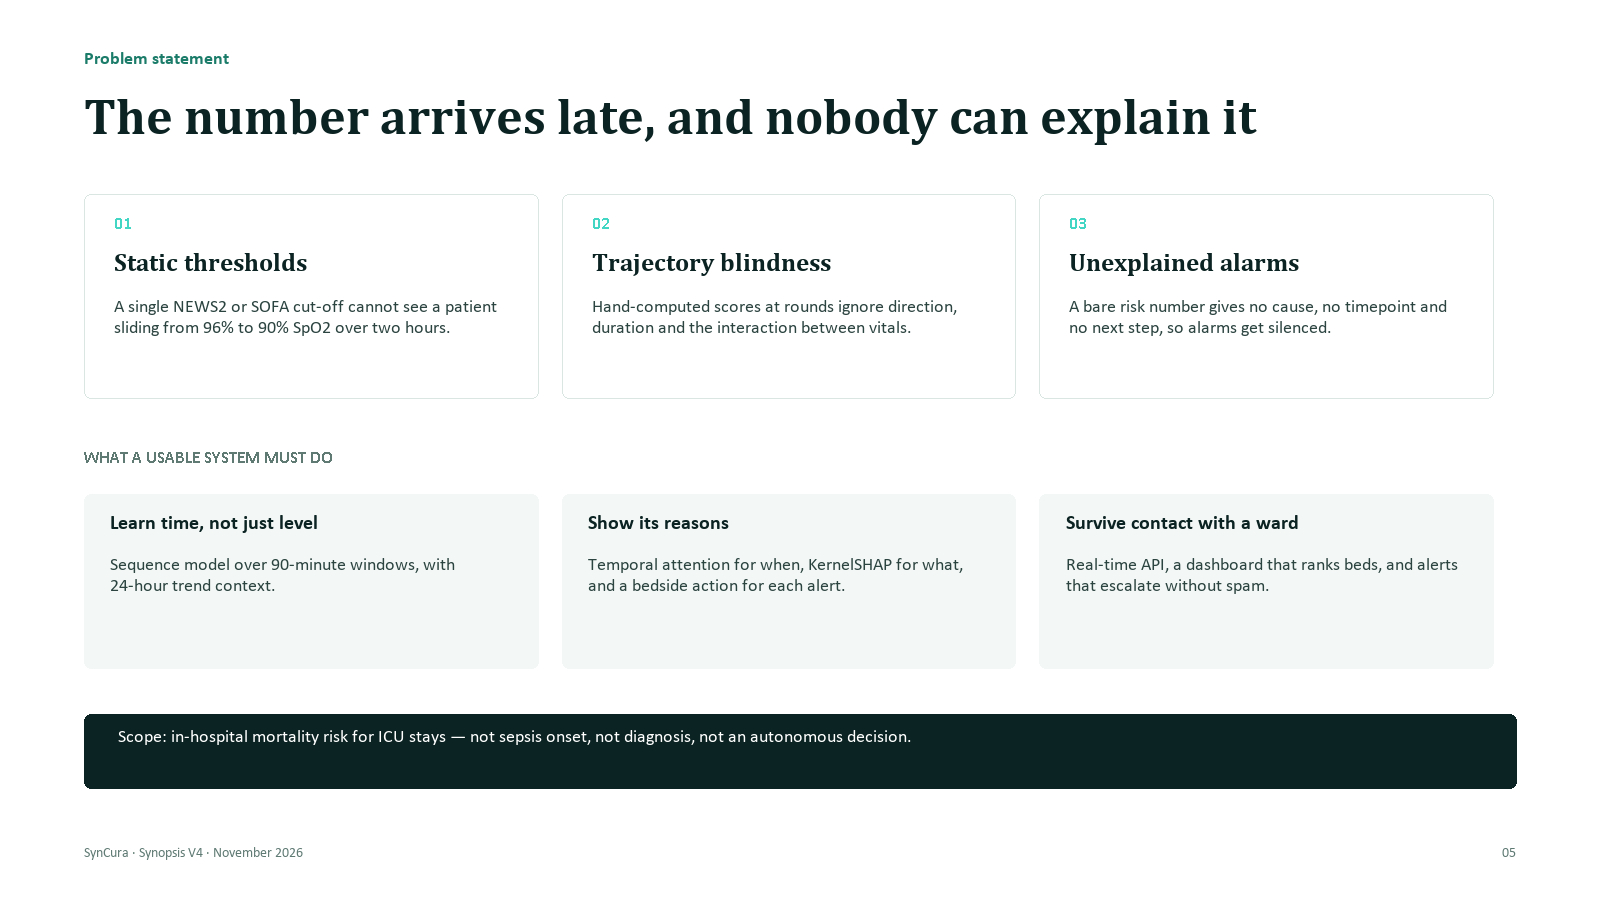 Problem statement
The number arrives late, and nobody can explain it
01
Static thresholds
A single NEWS2 or SOFA cut-off cannot see a patient
sliding from 96% to 90% SpO2 over two hours.
02
Trajectory blindness
Hand-computed scores at rounds ignore direction,
duration and the interaction between vitals.
03
Unexplained alarms
A bare risk number gives no cause, no timepoint and
no next step, so alarms get silenced.
WHAT A USABLE SYSTEM MUST DO
Learn time, not just level
Sequence model over 90-minute windows, with
24-hour trend context.
Show its reasons
Temporal attention for when, KernelSHAP for what,
and a bedside action for each alert.
Survive contact with a ward
Real-time API, a dashboard that ranks beds, and alerts
that escalate without spam.
Scope: in-hospital mortality risk for ICU stays — not sepsis onset, not diagnosis, not an autonomous decision.
SynCura · Synopsis V4 · November 2026
05